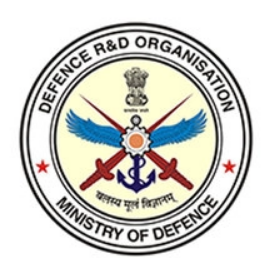 DEFENCE R&D ORGANISATION
बलस्य मूलं विज्ञानम्
MINISTRY OF DEFENCE